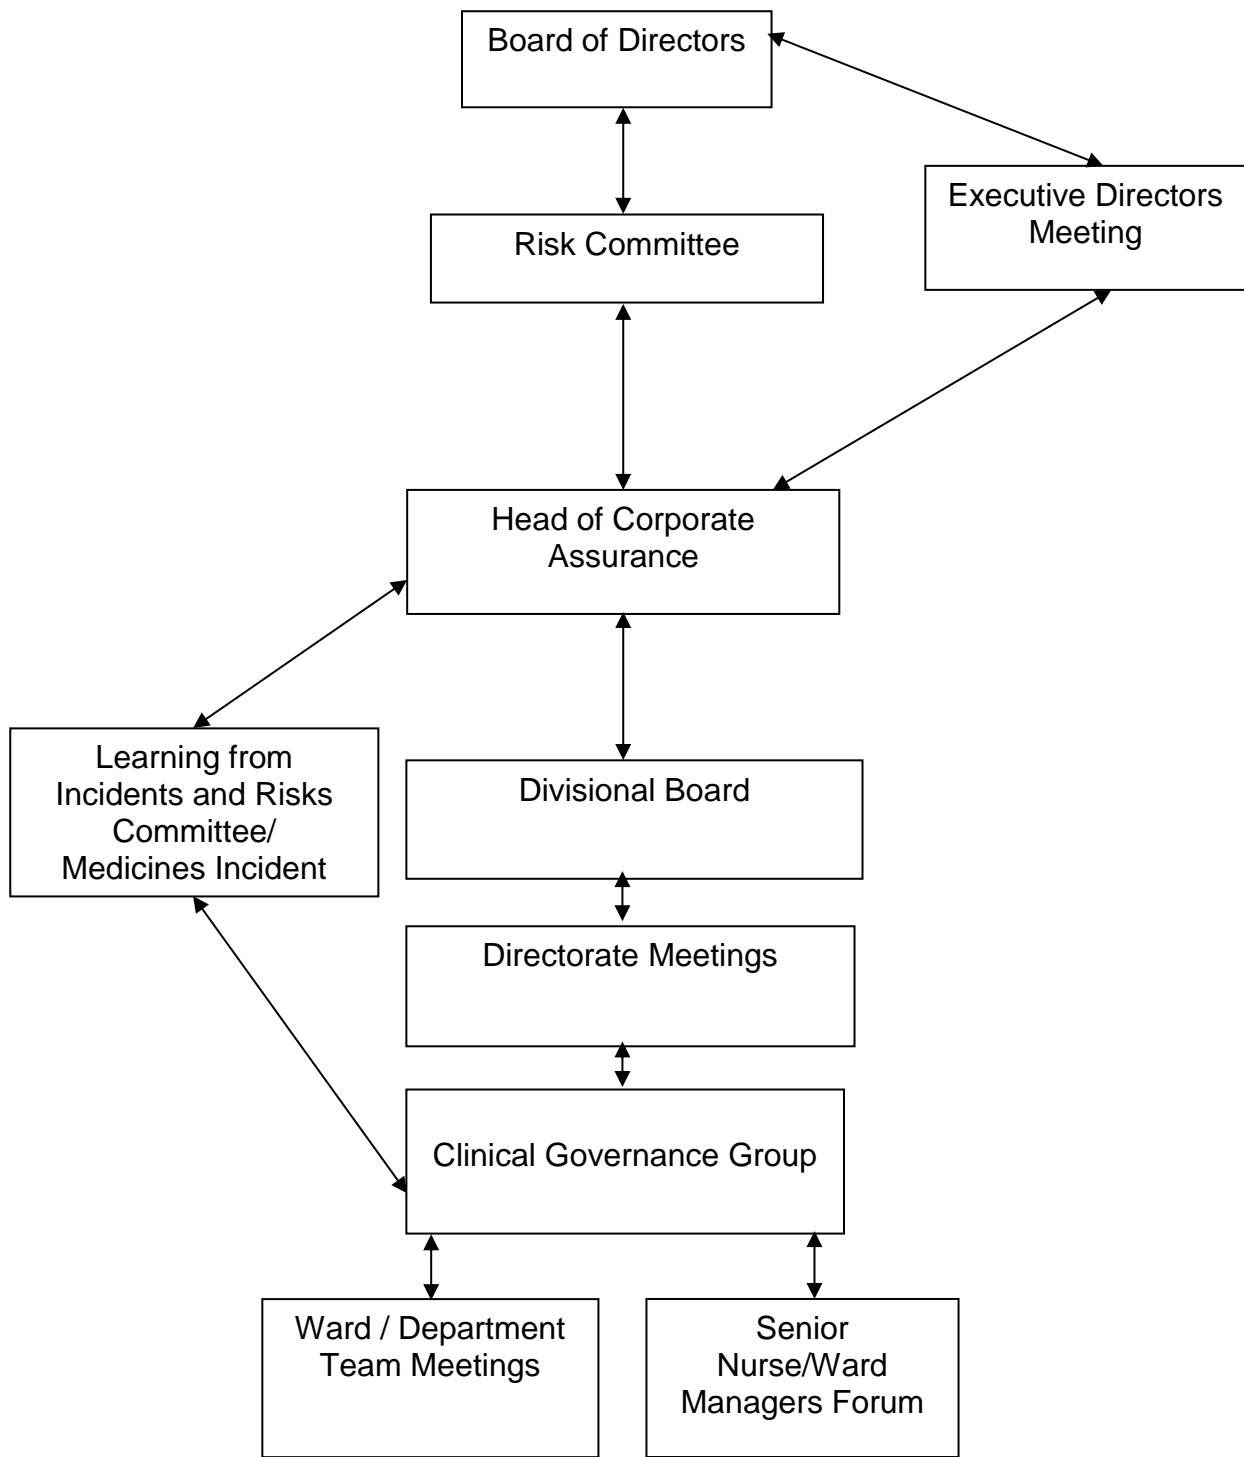 Board of Directors
Executive Directors
Meeting
Risk Committee
Head of Corporate
Assurance
Learning from
Incidents and Risks
Committee/
Medicines Incident
Divisional Board
Directorate Meetings
Clinical Governance Group
Ward / Department
Team Meetings
Senior
Nurse/Ward
Managers Forum